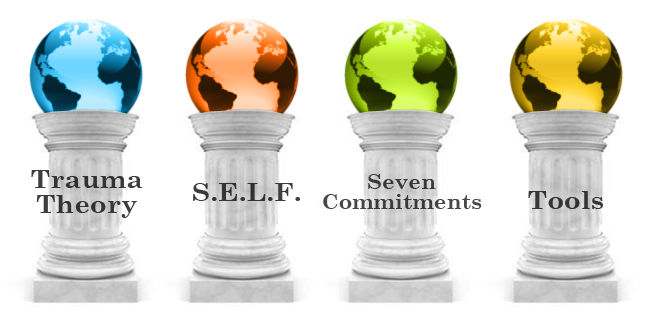 Trauma
Theory
S.E.L.F.
Seven
Commitments
Tools